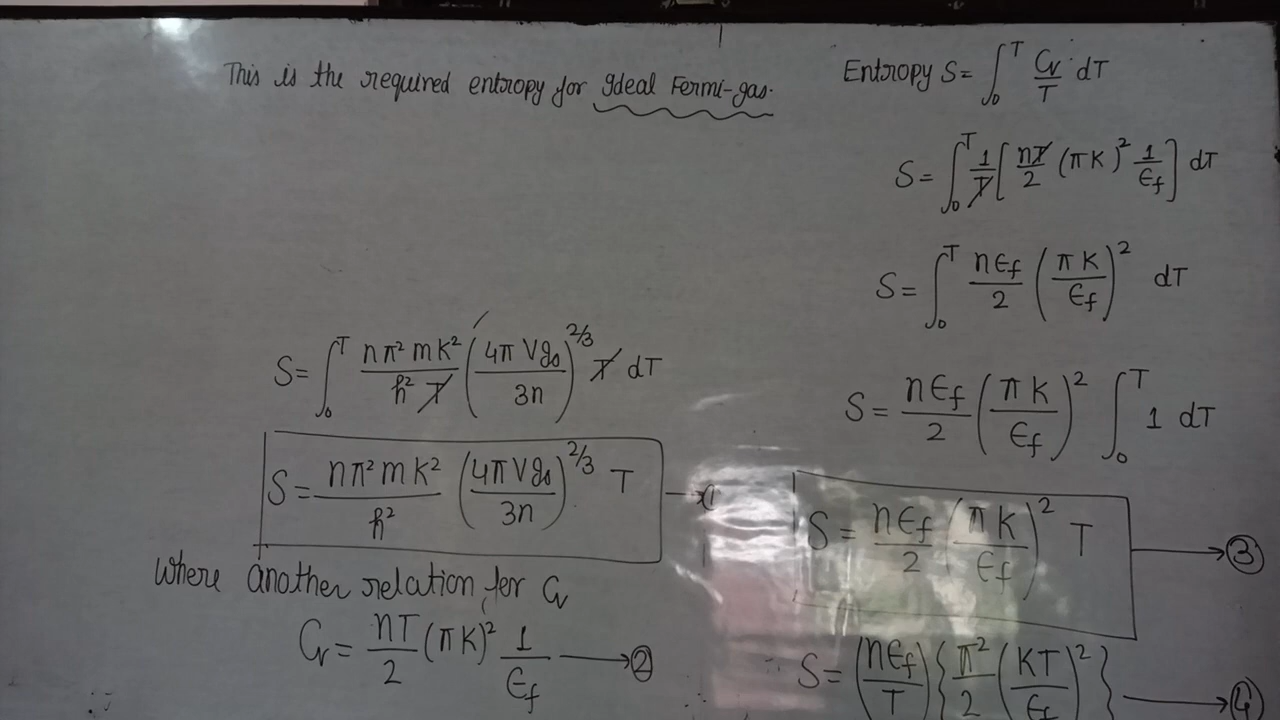 This is the required entropy for Ideal Fermi-gas.
S = ∫₀ᵀ nπ²mk²/(ħ² T) (4πVg₀/3n)^(2/3) T dT
S = nπ²mk²/ħ² (4πVg₀/3n)^(2/3) T → 1
Where another relation for Cv
Cv = nT/2 (πK)² 1/ϵf → 2
Entropy S = ∫₀ᵀ Cv/T dT
S = ∫₀ᵀ 1/T [nT/2 (πK)² 1/ϵf] dT
S = ∫₀ᵀ nϵf/2 (πK/ϵf)² dT
S = nϵf/2 (πK/ϵf)² ∫₀ᵀ 1 dT
S = nϵf/2 (πK/ϵf)² T → 3
S = (nϵf/T) {π²/2 (KT/ϵf)²} → 4